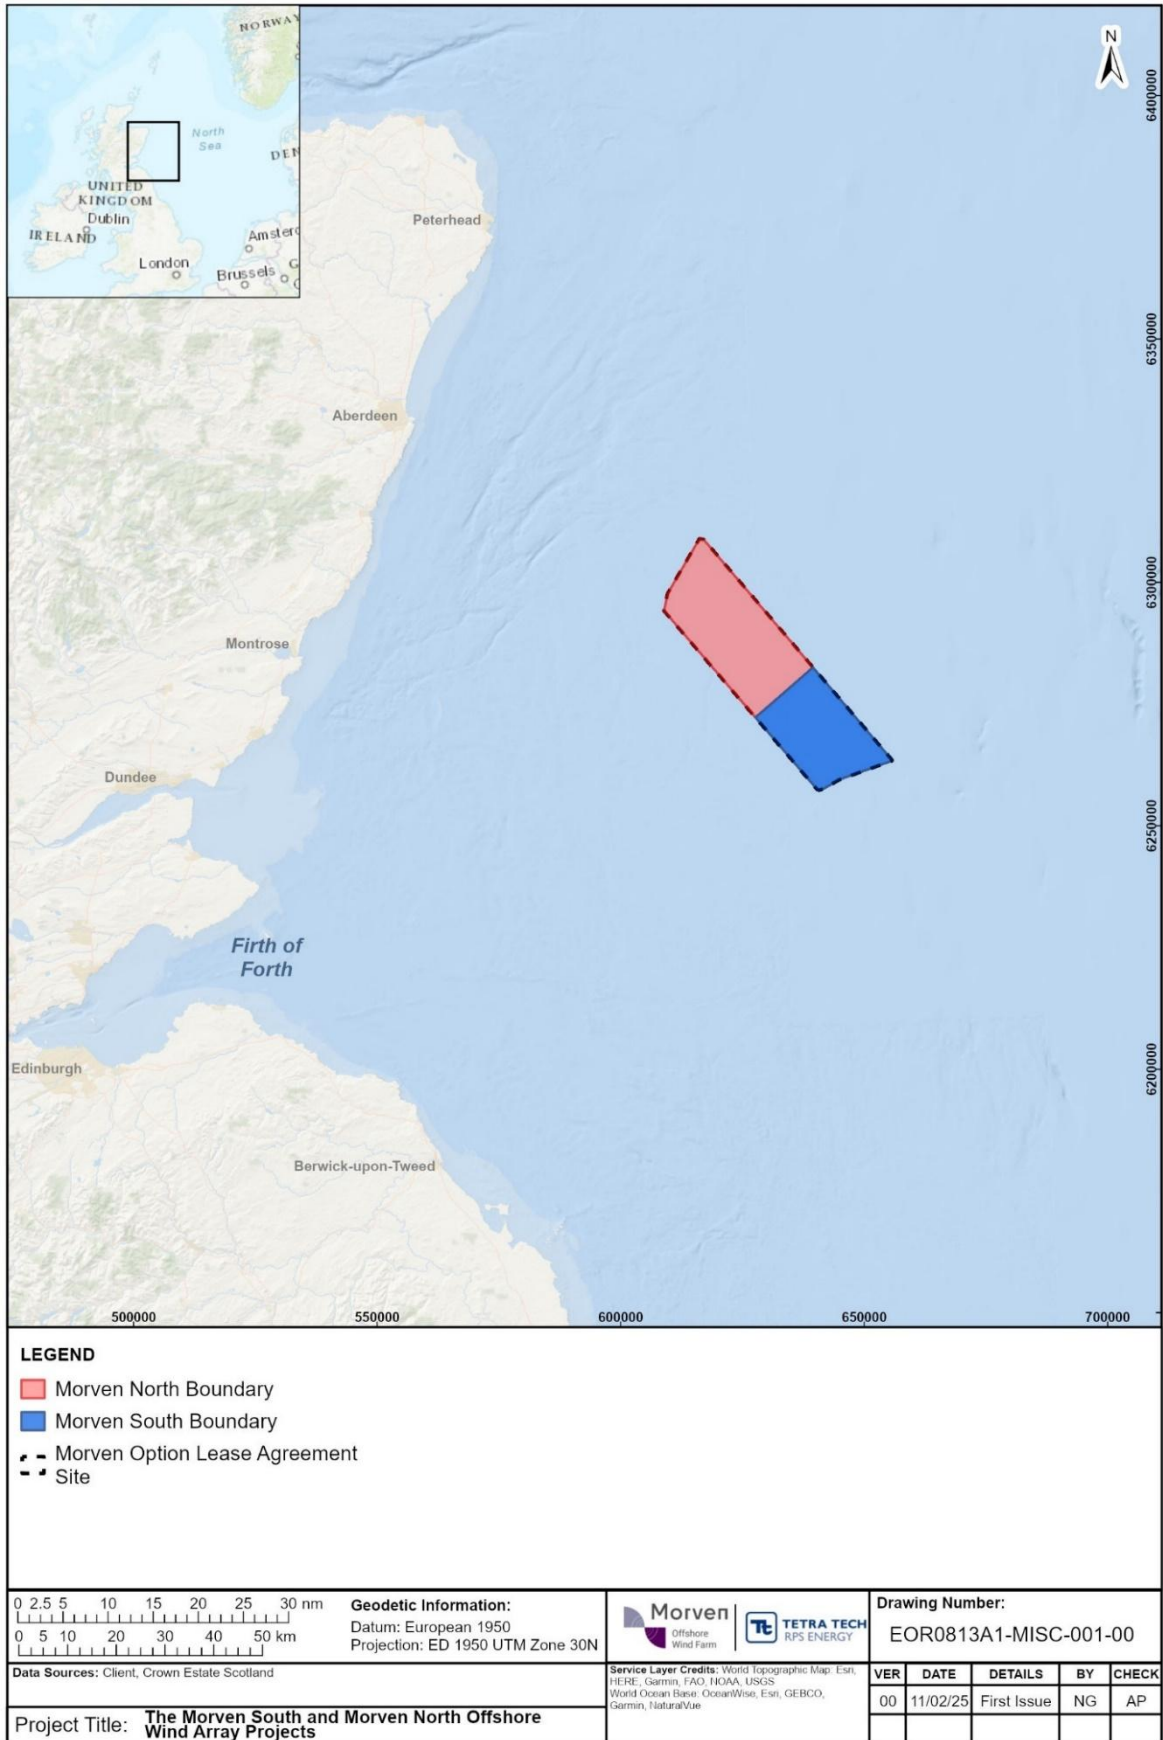 NORWAY
North
Sea
DEN
UNITED
KINGDOM
Dublin
IRELAND
Amsterd
London
Brussels
G
C
N
Peterhead
Aberdeen
Montrose
Dundee
Firth of
Forth
Edinburgh
Berwick-upon-Tweed
6400000
6350000
6300000
6250000
6200000
500000
550000
600000
650000
700000
LEGEND
Morven North Boundary
Morven South Boundary
Morven Option Lease Agreement
Site
0 2.5 5 10 15 20 25 30 nm
0 5 10 20 30 40 50 km
Geodetic Information:
Datum: European 1950
Projection: ED 1950 UTM Zone 30N
Morven
Offshore
Wind Farm
Tt
TETRA TECH
RPS ENERGY
Drawing Number:
EOR0813A1-MISC-001-00
Data Sources: Client, Crown Estate Scotland
Service Layer Credits: World Topographic Map: Esri,
HERE, Garmin, FAO, NOAA, USGS
World Ocean Base: OceanWise, Esri, GEBCO,
Garmin, NaturalVue
VER DATE DETAILS BY CHECK
00 11/02/25 First Issue NG AP
Project Title: The Morven South and Morven North Offshore
Wind Array Projects